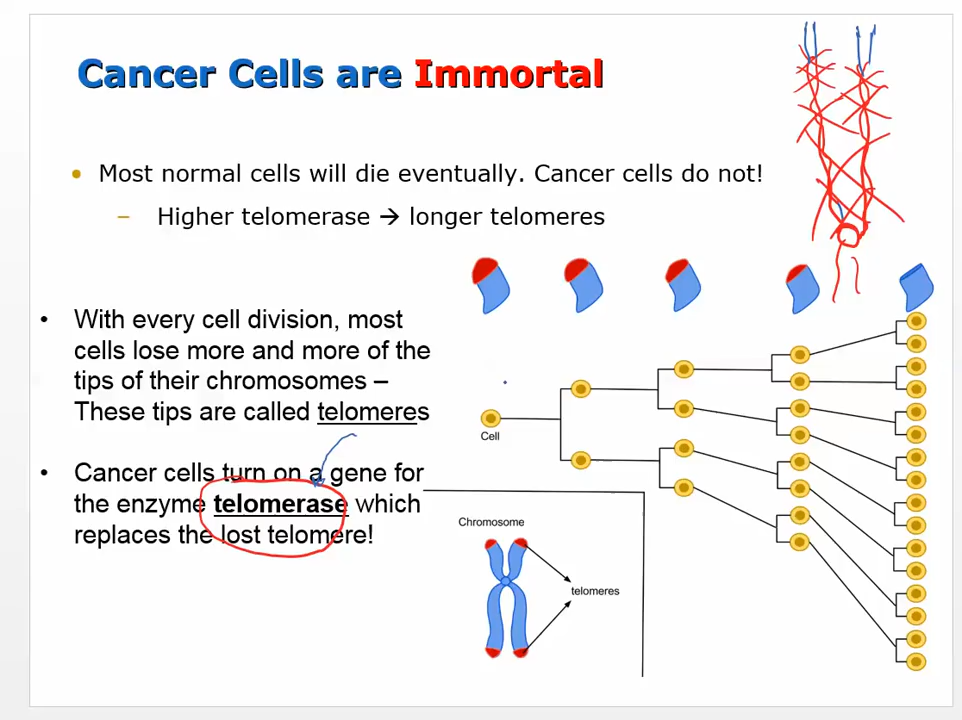 Cancer Cells are Immortal
• Most normal cells will die eventually. Cancer cells do not!
– Higher telomerase → longer telomeres
• With every cell division, most
cells lose more and more of the
tips of their chromosomes –
These tips are called telomeres
• Cancer cells turn on a gene for
the enzyme telomerase which
replaces the lost telomere!
Cell
Chromosome
telomeres